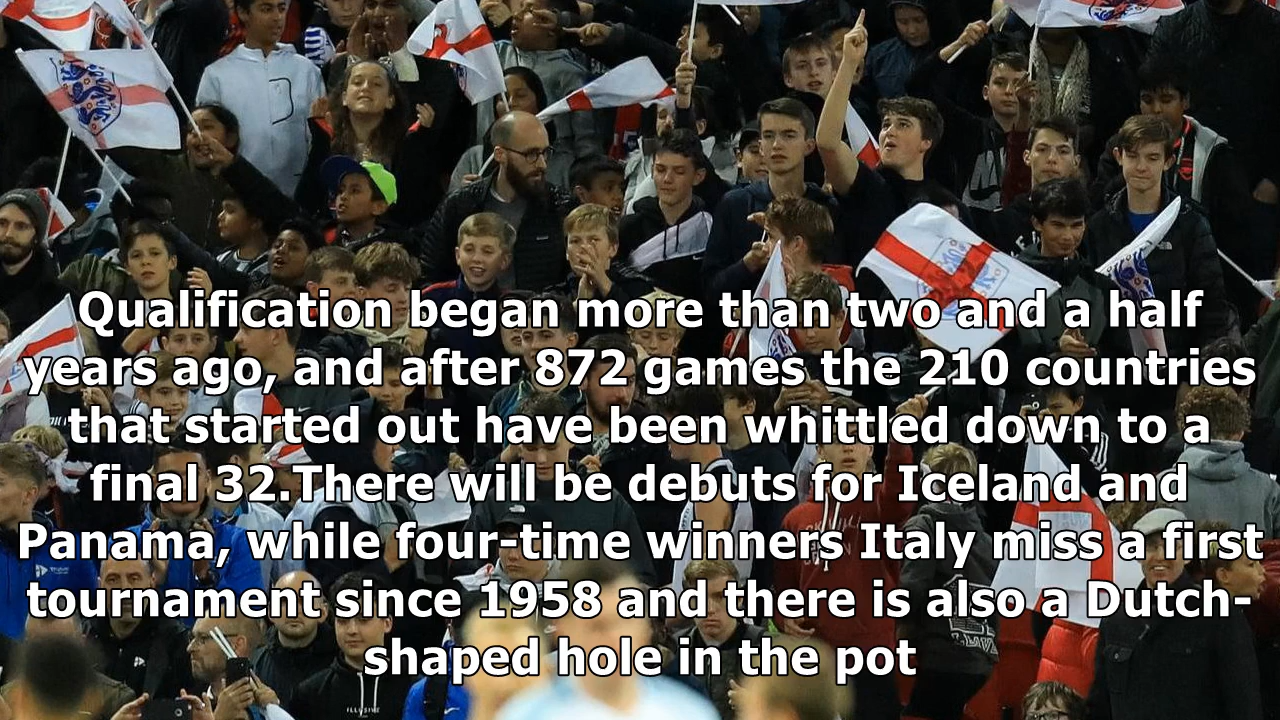 Qualification began more than two and a half
years ago, and after 872 games the 210 countries
that started out have been whittled down to a
final 32.There will be debuts for Iceland and
Panama, while four-time winners Italy miss a first
tournament since 1958 and there is also a Dutch-
shaped hole in the pot